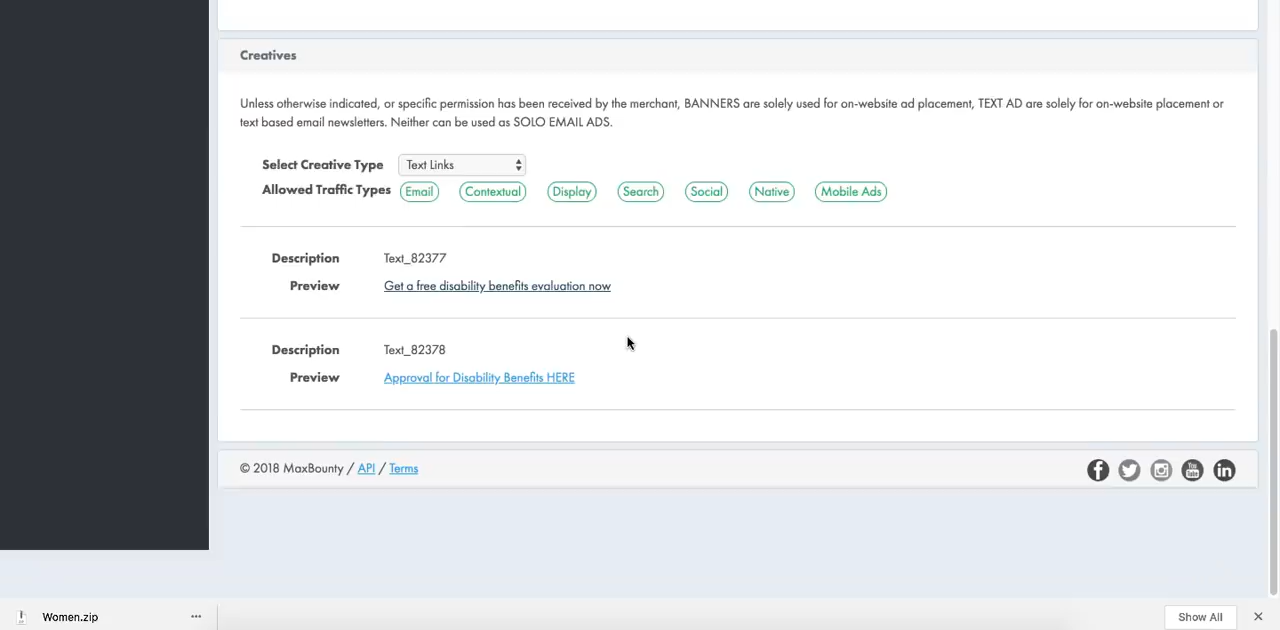 Creatives
Unless otherwise indicated, or specific permission has been received by the merchant, BANNERS are solely used for on-website ad placement, TEXT AD are solely for on-website placement or
text based email newsletters. Neither can be used as SOLO EMAIL ADS.
Select Creative Type Text Links
Allowed Traffic Types Email Contextual Display Search Social Native Mobile Ads
Description Text_82377
Preview Get a free disability benefits evaluation now
Description Text_82378
Preview Approval for Disability Benefits HERE
© 2018 MaxBounty / API / Terms
Women.zip
Show All